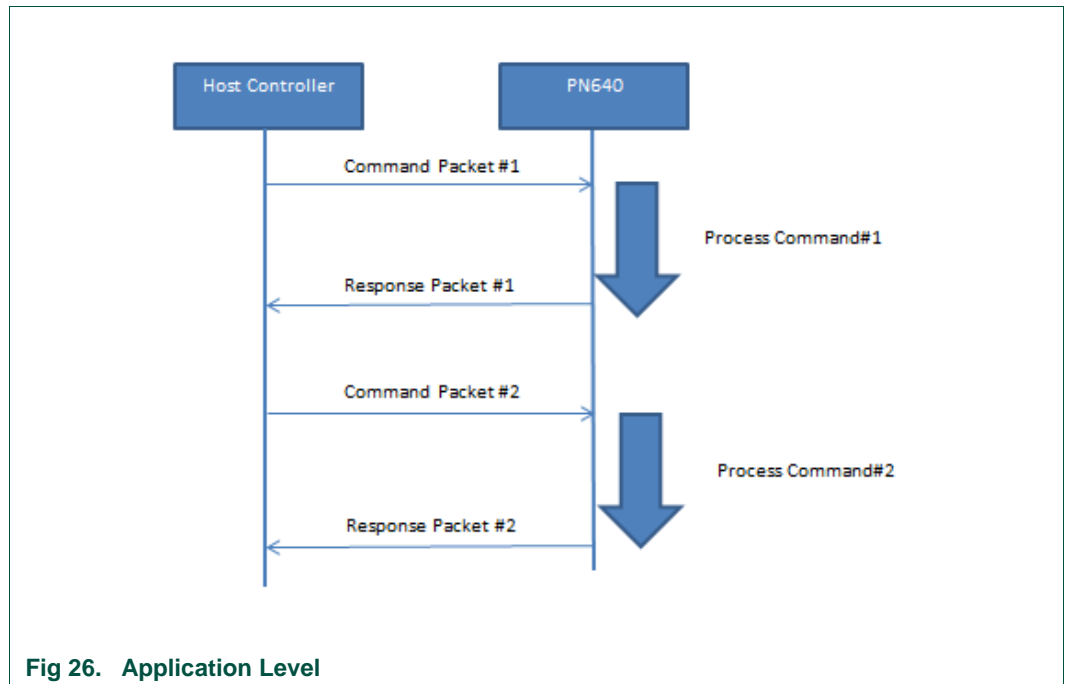 Host Controller
PN640
Command Packet #1
Process Command#1
Response Packet #1
Command Packet #2
Process Command#2
Response Packet #2
Fig 26. Application Level